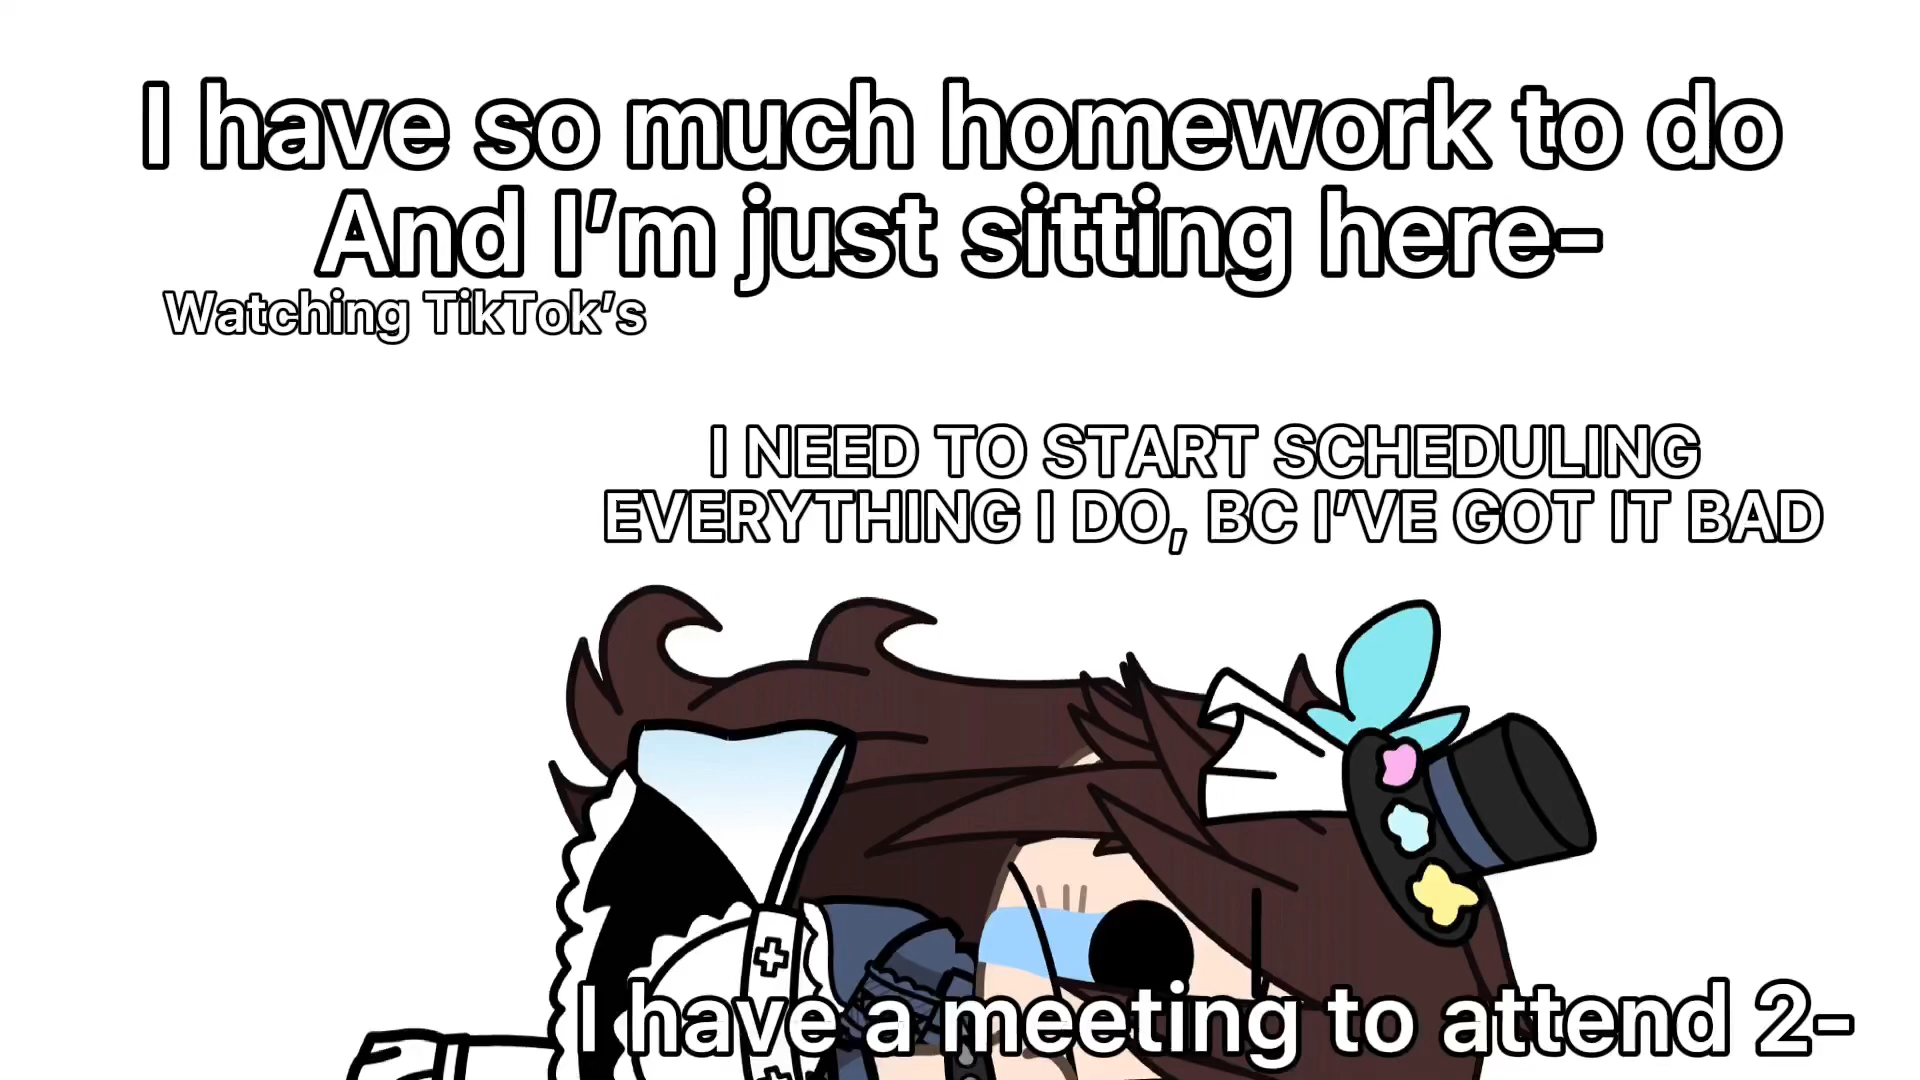 I have so much homework to do
And I’m just sitting here-
Watching TikTok’s
I NEED TO START SCHEDULING
EVERYTHING I DO, BC I’VE GOT IT BAD
I have a meeting to attend 2-